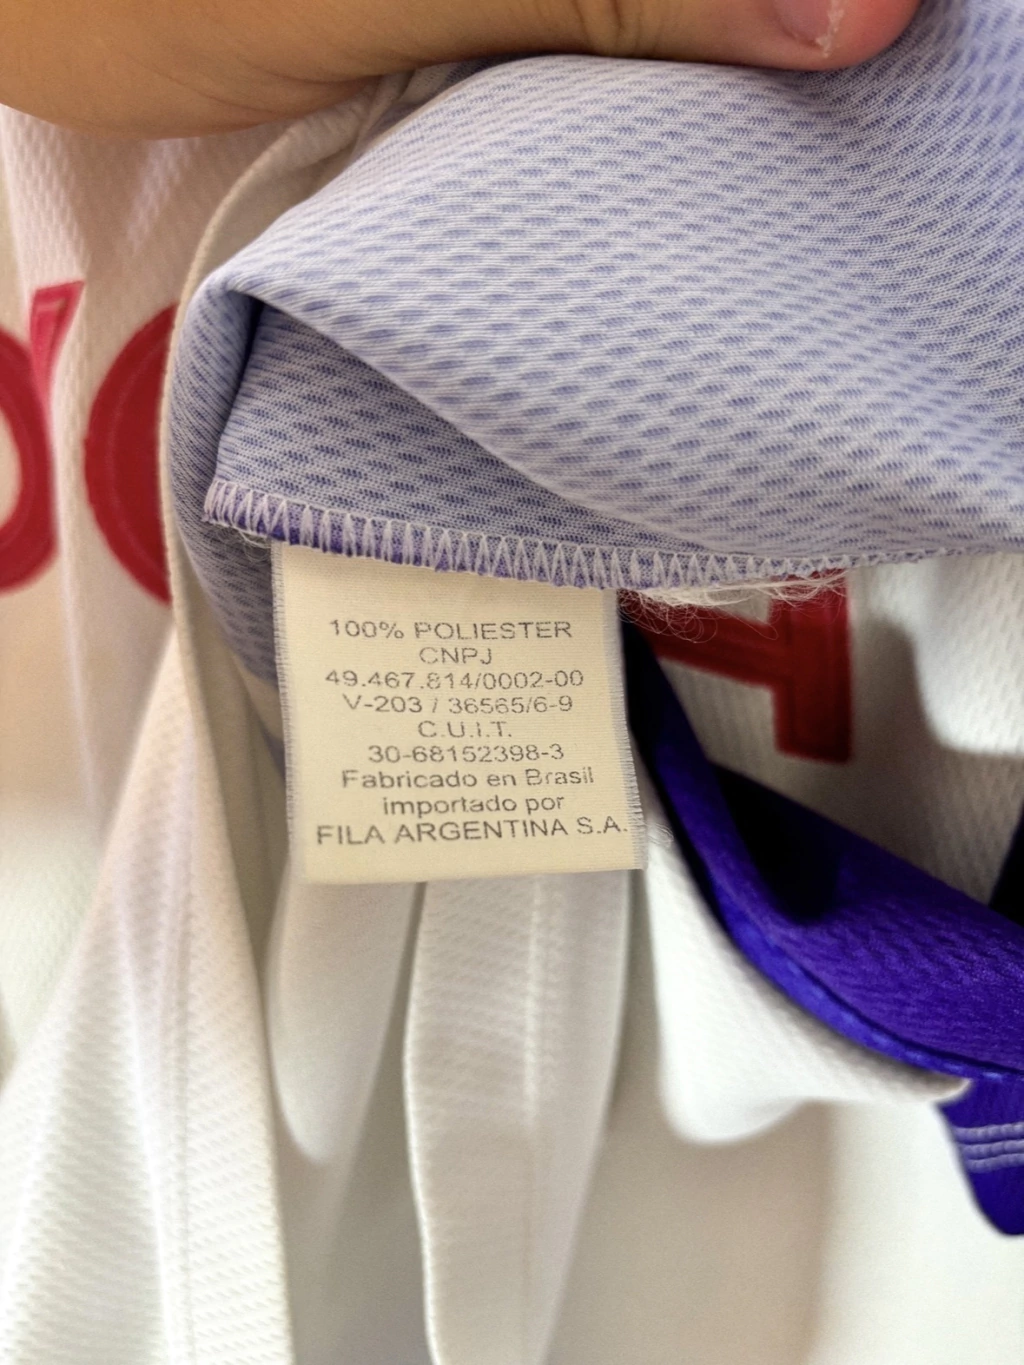 100% POLIESTER
CNPJ
49.467.814/0002-00
V-203 / 36565/6-9
C.U.I.T.
30-68152398-3
Fabricado en Brasil
importado por
FILA ARGENTINA S.A.